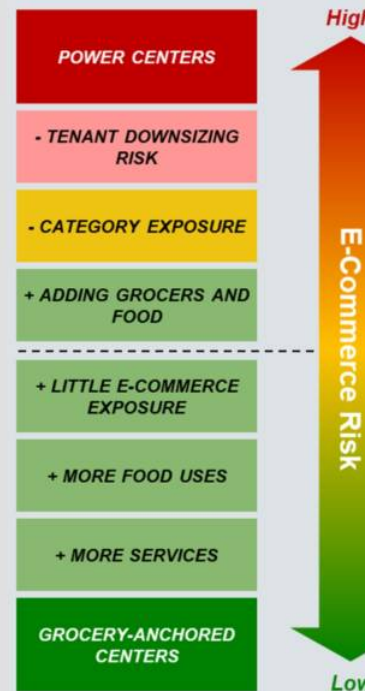 High
POWER CENTERS
- TENANT DOWNSIZING
RISK
- CATEGORY EXPOSURE
+ ADDING GROCERS AND
FOOD
E-Commerce Risk
+ LITTLE E-COMMERCE
EXPOSURE
+ MORE FOOD USES
+ MORE SERVICES
GROCERY-ANCHORED
CENTERS
Low